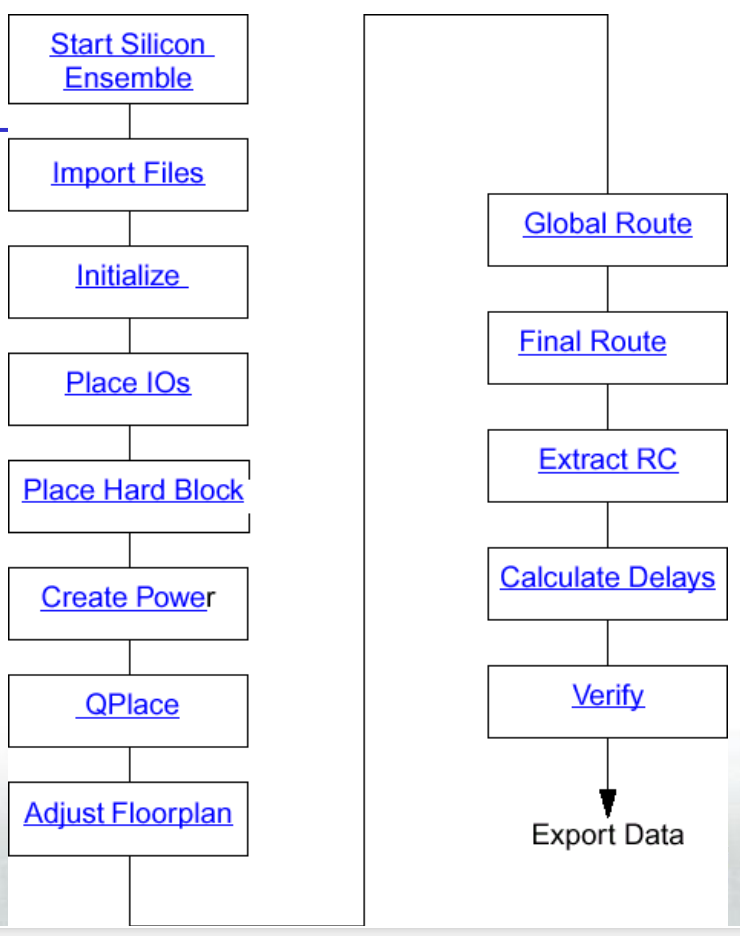 Start Silicon
Ensemble
Import Files
Initialize
Place IOs
Place Hard Block
Create Power
QPlace
Adjust Floorplan
Global Route
Final Route
Extract RC
Calculate Delays
Verify
Export Data